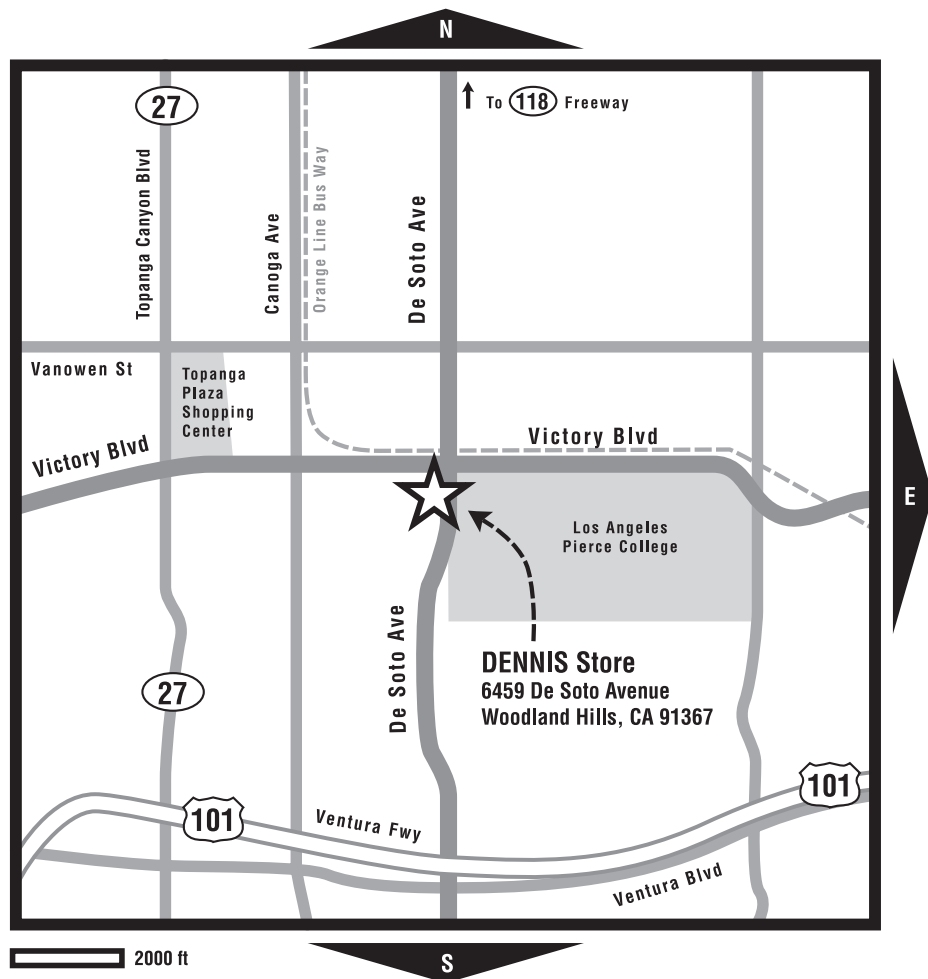 N
27
To 118 Freeway
Topanga Canyon Blvd
Canoga Ave
Orange Line Bus Way
De Soto Ave
Vanowen St
Topanga
Plaza
Shopping
Center
Victory Blvd
Victory Blvd
E
Los Angeles
Pierce College
De Soto Ave
DENNIS Store
6459 De Soto Avenue
Woodland Hills, CA 91367
27
101
101
Ventura Fwy
Ventura Blvd
2000 ft
S